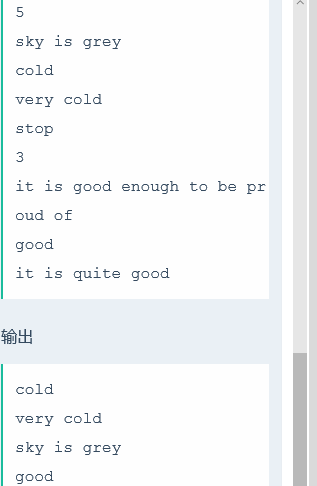 5
sky is grey
cold
very cold
stop
3
it is good enough to be pr
oud of
good
it is quite good
输出
cold
very cold
sky is grey
good